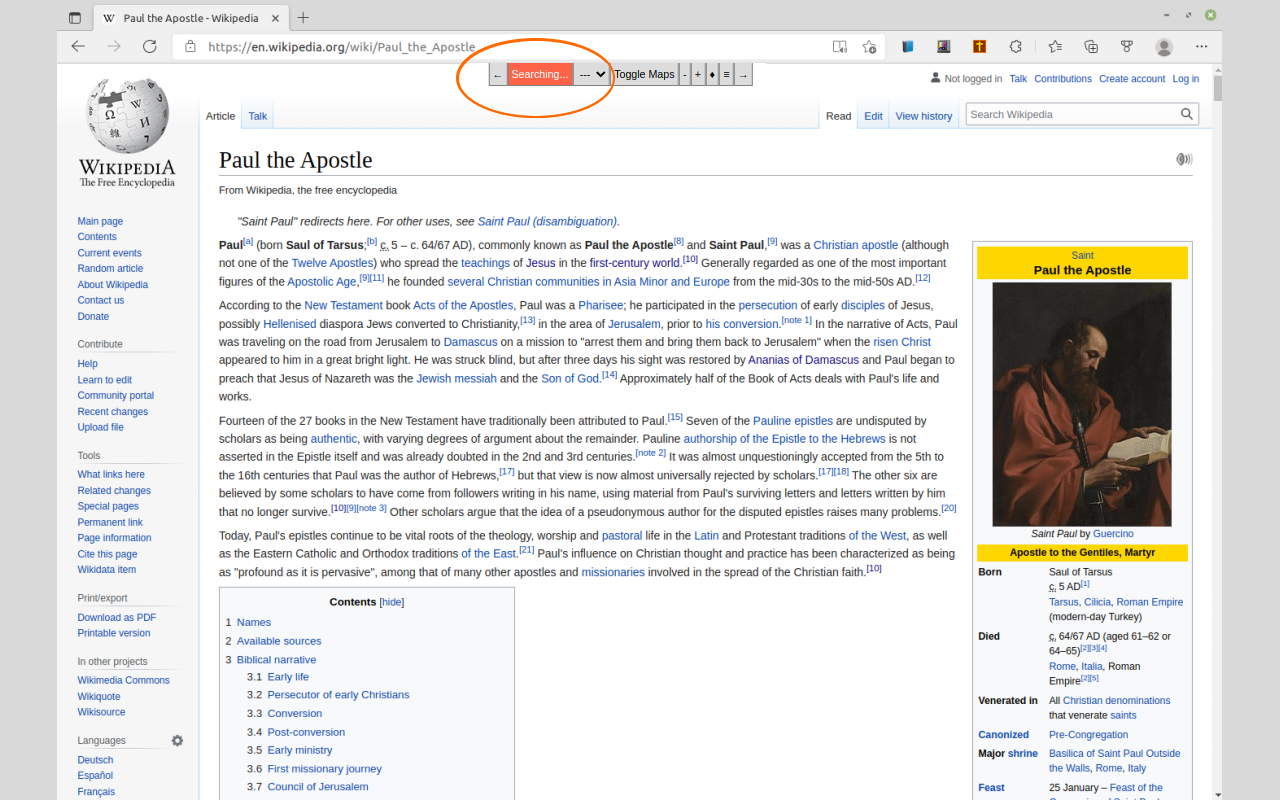 Paul the Apostle - Wikipedia
https://en.wikipedia.org/wiki/Paul_the_Apostle
← Searching... --- Toggle Maps - + ♦ ≡ →
Not logged in Talk Contributions Create account Log in
Article Talk Read Edit View history Search Wikipedia
WIKIPEDIA
The Free Encyclopedia
Main page
Contents
Current events
Random article
About Wikipedia
Contact us
Donate
Contribute
Help
Learn to edit
Community portal
Recent changes
Upload file
Tools
What links here
Related changes
Special pages
Permanent link
Page information
Cite this page
Wikidata item
Print/export
Download as PDF
Printable version
In other projects
Wikimedia Commons
Wikiquote
Wikisource
Languages
Deutsch
Español
Français
Paul the Apostle
From Wikipedia, the free encyclopedia
"Saint Paul" redirects here. For other uses, see Saint Paul (disambiguation).
Paul[a] (born Saul of Tarsus;[b] c. 5 – c. 64/67 AD), commonly known as Paul the Apostle[8] and Saint Paul,[9] was a Christian apostle (although
not one of the Twelve Apostles) who spread the teachings of Jesus in the first-century world.[10] Generally regarded as one of the most important
figures of the Apostolic Age,[9][11] he founded several Christian communities in Asia Minor and Europe from the mid-30s to the mid-50s AD.[12]
According to the New Testament book Acts of the Apostles, Paul was a Pharisee; he participated in the persecution of early disciples of Jesus,
possibly Hellenised diaspora Jews converted to Christianity,[13] in the area of Jerusalem, prior to his conversion.[note 1] In the narrative of Acts, Paul
was traveling on the road from Jerusalem to Damascus on a mission to "arrest them and bring them back to Jerusalem" when the risen Christ
appeared to him in a great bright light. He was struck blind, but after three days his sight was restored by Ananias of Damascus and Paul began to
preach that Jesus of Nazareth was the Jewish messiah and the Son of God.[14] Approximately half of the Book of Acts deals with Paul's life and
works.
Fourteen of the 27 books in the New Testament have traditionally been attributed to Paul.[15] Seven of the Pauline epistles are undisputed by
scholars as being authentic, with varying degrees of argument about the remainder. Pauline authorship of the Epistle to the Hebrews is not
asserted in the Epistle itself and was already doubted in the 2nd and 3rd centuries.[note 2] It was almost unquestioningly accepted from the 5th to
the 16th centuries that Paul was the author of Hebrews,[17] but that view is now almost universally rejected by scholars.[17][18] The other six are
believed by some scholars to have come from followers writing in his name, using material from Paul's surviving letters and letters written by him
that no longer survive.[10][9][note 3] Other scholars argue that the idea of a pseudonymous author for the disputed epistles raises many problems.[20]
Today, Paul's epistles continue to be vital roots of the theology, worship and pastoral life in the Latin and Protestant traditions of the West, as well
as the Eastern Catholic and Orthodox traditions of the East.[21] Paul's influence on Christian thought and practice has been characterized as being
as "profound as it is pervasive", among that of many other apostles and missionaries involved in the spread of the Christian faith.[10]
Contents [hide]
1 Names
2 Available sources
3 Biblical narrative
3.1 Early life
3.2 Persecutor of early Christians
3.3 Conversion
3.4 Post-conversion
3.5 Early ministry
3.6 First missionary journey
3.7 Council of Jerusalem
Saint
Paul the Apostle
Saint Paul by Guercino
Apostle to the Gentiles, Martyr
Born Saul of Tarsus
c. 5 AD[1]
Tarsus, Cilicia, Roman Empire
(modern-day Turkey)
Died c. 64/67 AD (aged 61–62 or
64–65)[2][3][4]
Rome, Italia, Roman
Empire[2][5]
Venerated in All Christian denominations
that venerate saints
Canonized Pre-Congregation
Major shrine Basilica of Saint Paul Outside
the Walls, Rome, Italy
Feast 25 January – Feast of the